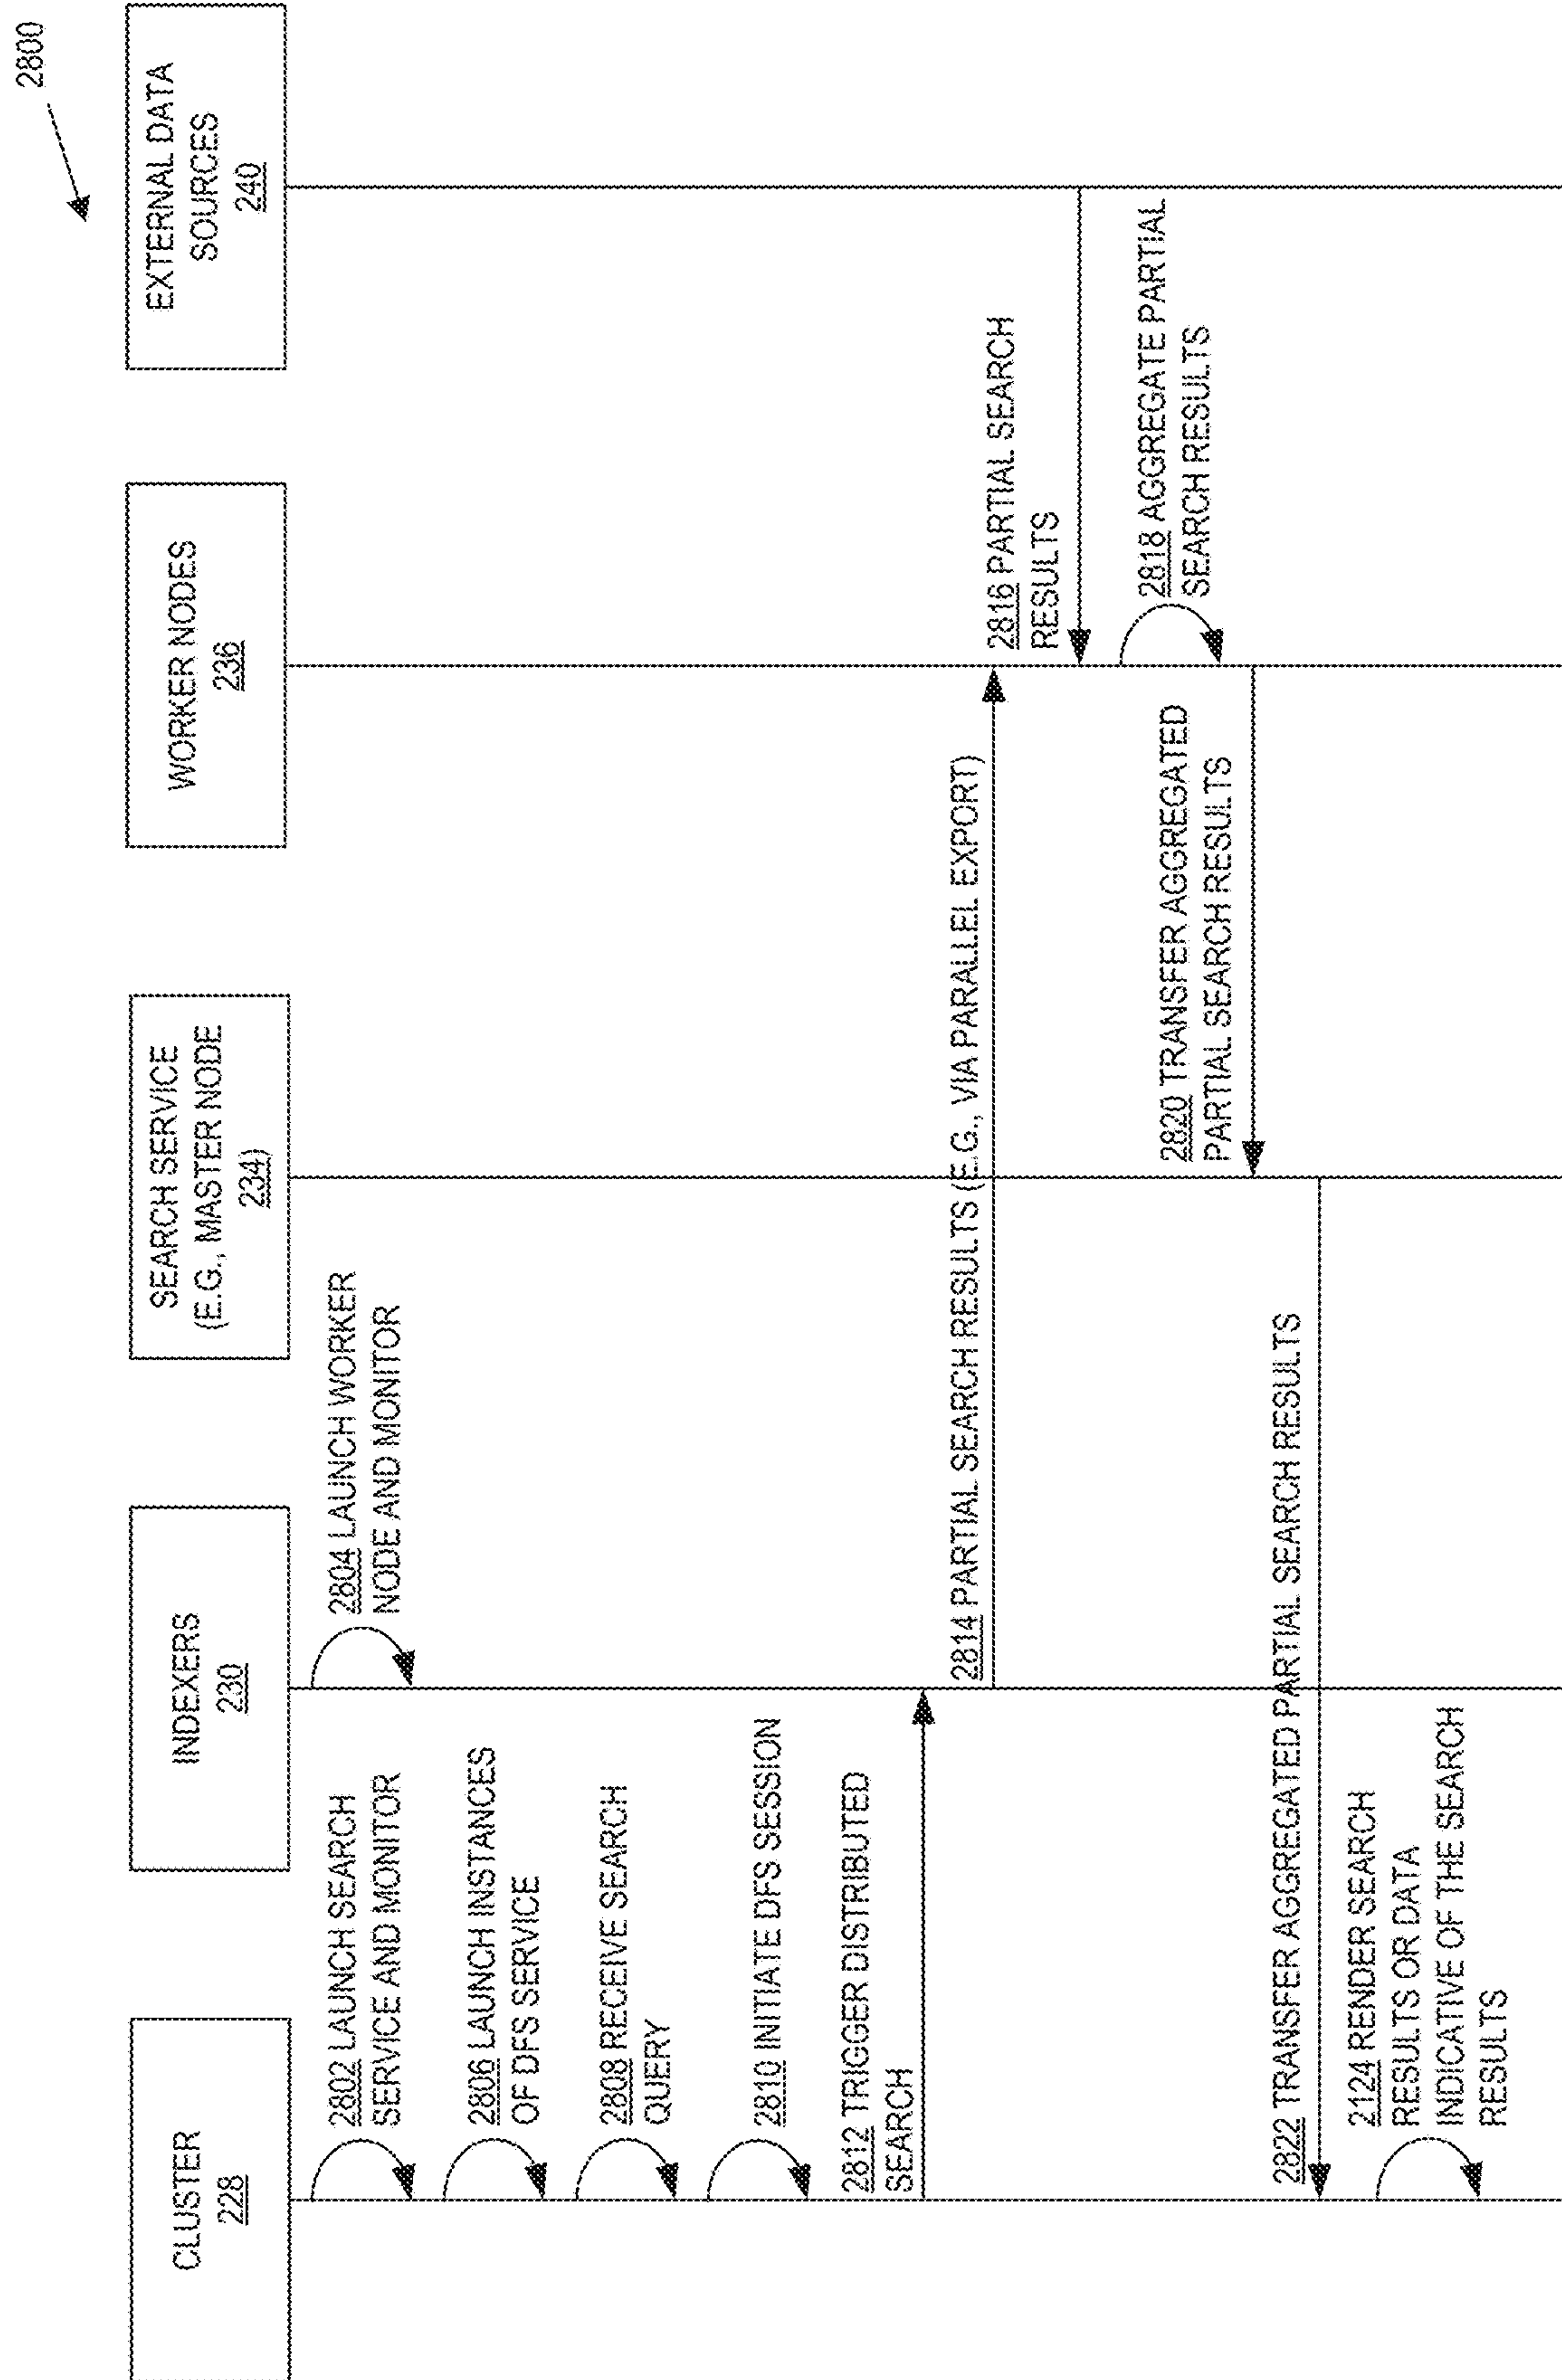 2800
CLUSTER
228
INDEXERS
230
SEARCH SERVICE
(E.G., MASTER NODE
234)
WORKER NODES
236
EXTERNAL DATA
SOURCES
240
2802 LAUNCH SEARCH
SERVICE AND MONITOR
2804 LAUNCH WORKER
NODE AND MONITOR
2806 LAUNCH INSTANCES
OF DFS SERVICE
2808 RECEIVE SEARCH
QUERY
2810 INITIATE DFS SESSION
2812 TRIGGER DISTRIBUTED
SEARCH
2814 PARTIAL SEARCH RESULTS (E.G., VIA PARALLEL EXPORT)
2816 PARTIAL SEARCH
RESULTS
2818 AGGREGATE PARTIAL
SEARCH RESULTS
2820 TRANSFER AGGREGATED
PARTIAL SEARCH RESULTS
2822 TRANSFER AGGREGATED PARTIAL SEARCH RESULTS
2124 RENDER SEARCH
RESULTS OR DATA
INDICATIVE OF THE SEARCH
RESULTS